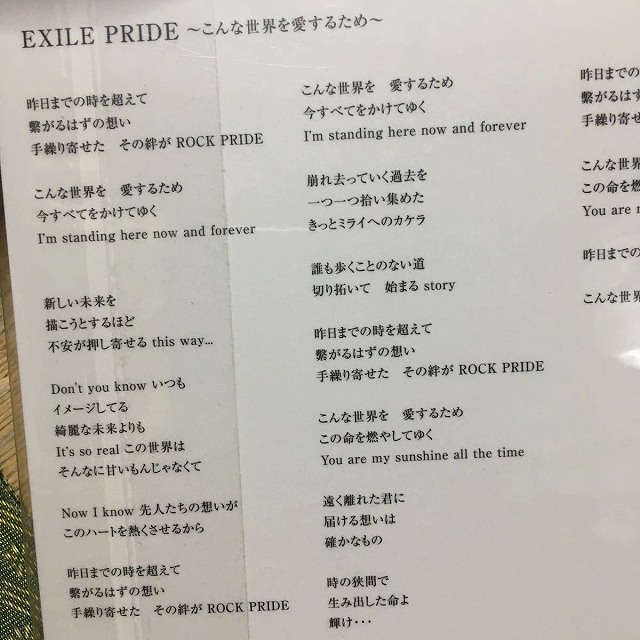 EXILE PRIDE ～こんな世界を愛するため～
昨日までの時を超えて
繋がるはずの想い
手繰り寄せた　その絆が ROCK PRIDE
こんな世界を　愛するため
今すべてをかけてゆく
I'm standing here now and forever
新しい未来を
描こうとするほど
不安が押し寄せる this way...
Don't you know いつも
イメージしてる
綺麗な未来よりも
It's so real この世界は
そんなに甘いもんじゃなくて
Now I know 先人たちの想いが
このハートを熱くさせるから
昨日までの時を超えて
繋がるはずの想い
手繰り寄せた　その絆が ROCK PRIDE
こんな世界を　愛するため
今すべてをかけてゆく
I'm standing here now and forever
崩れ去っていく過去を
一つ一つ拾い集めた
きっとミライへのカケラ
誰も歩くことのない道
切り拓いて　始まる story
昨日までの時を超えて
繋がるはずの想い
手繰り寄せた　その絆が ROCK PRIDE
こんな世界を　愛するため
この命を燃やしてゆく
You are my sunshine all the time
遠く離れた君に
届ける想いは
確かなもの
時の狭間で
生み出した命よ
輝け・・・
昨日までの
繋がるはず
手繰り寄せ
こんな世界
この命を燃
You are
昨日までの
こんな世界